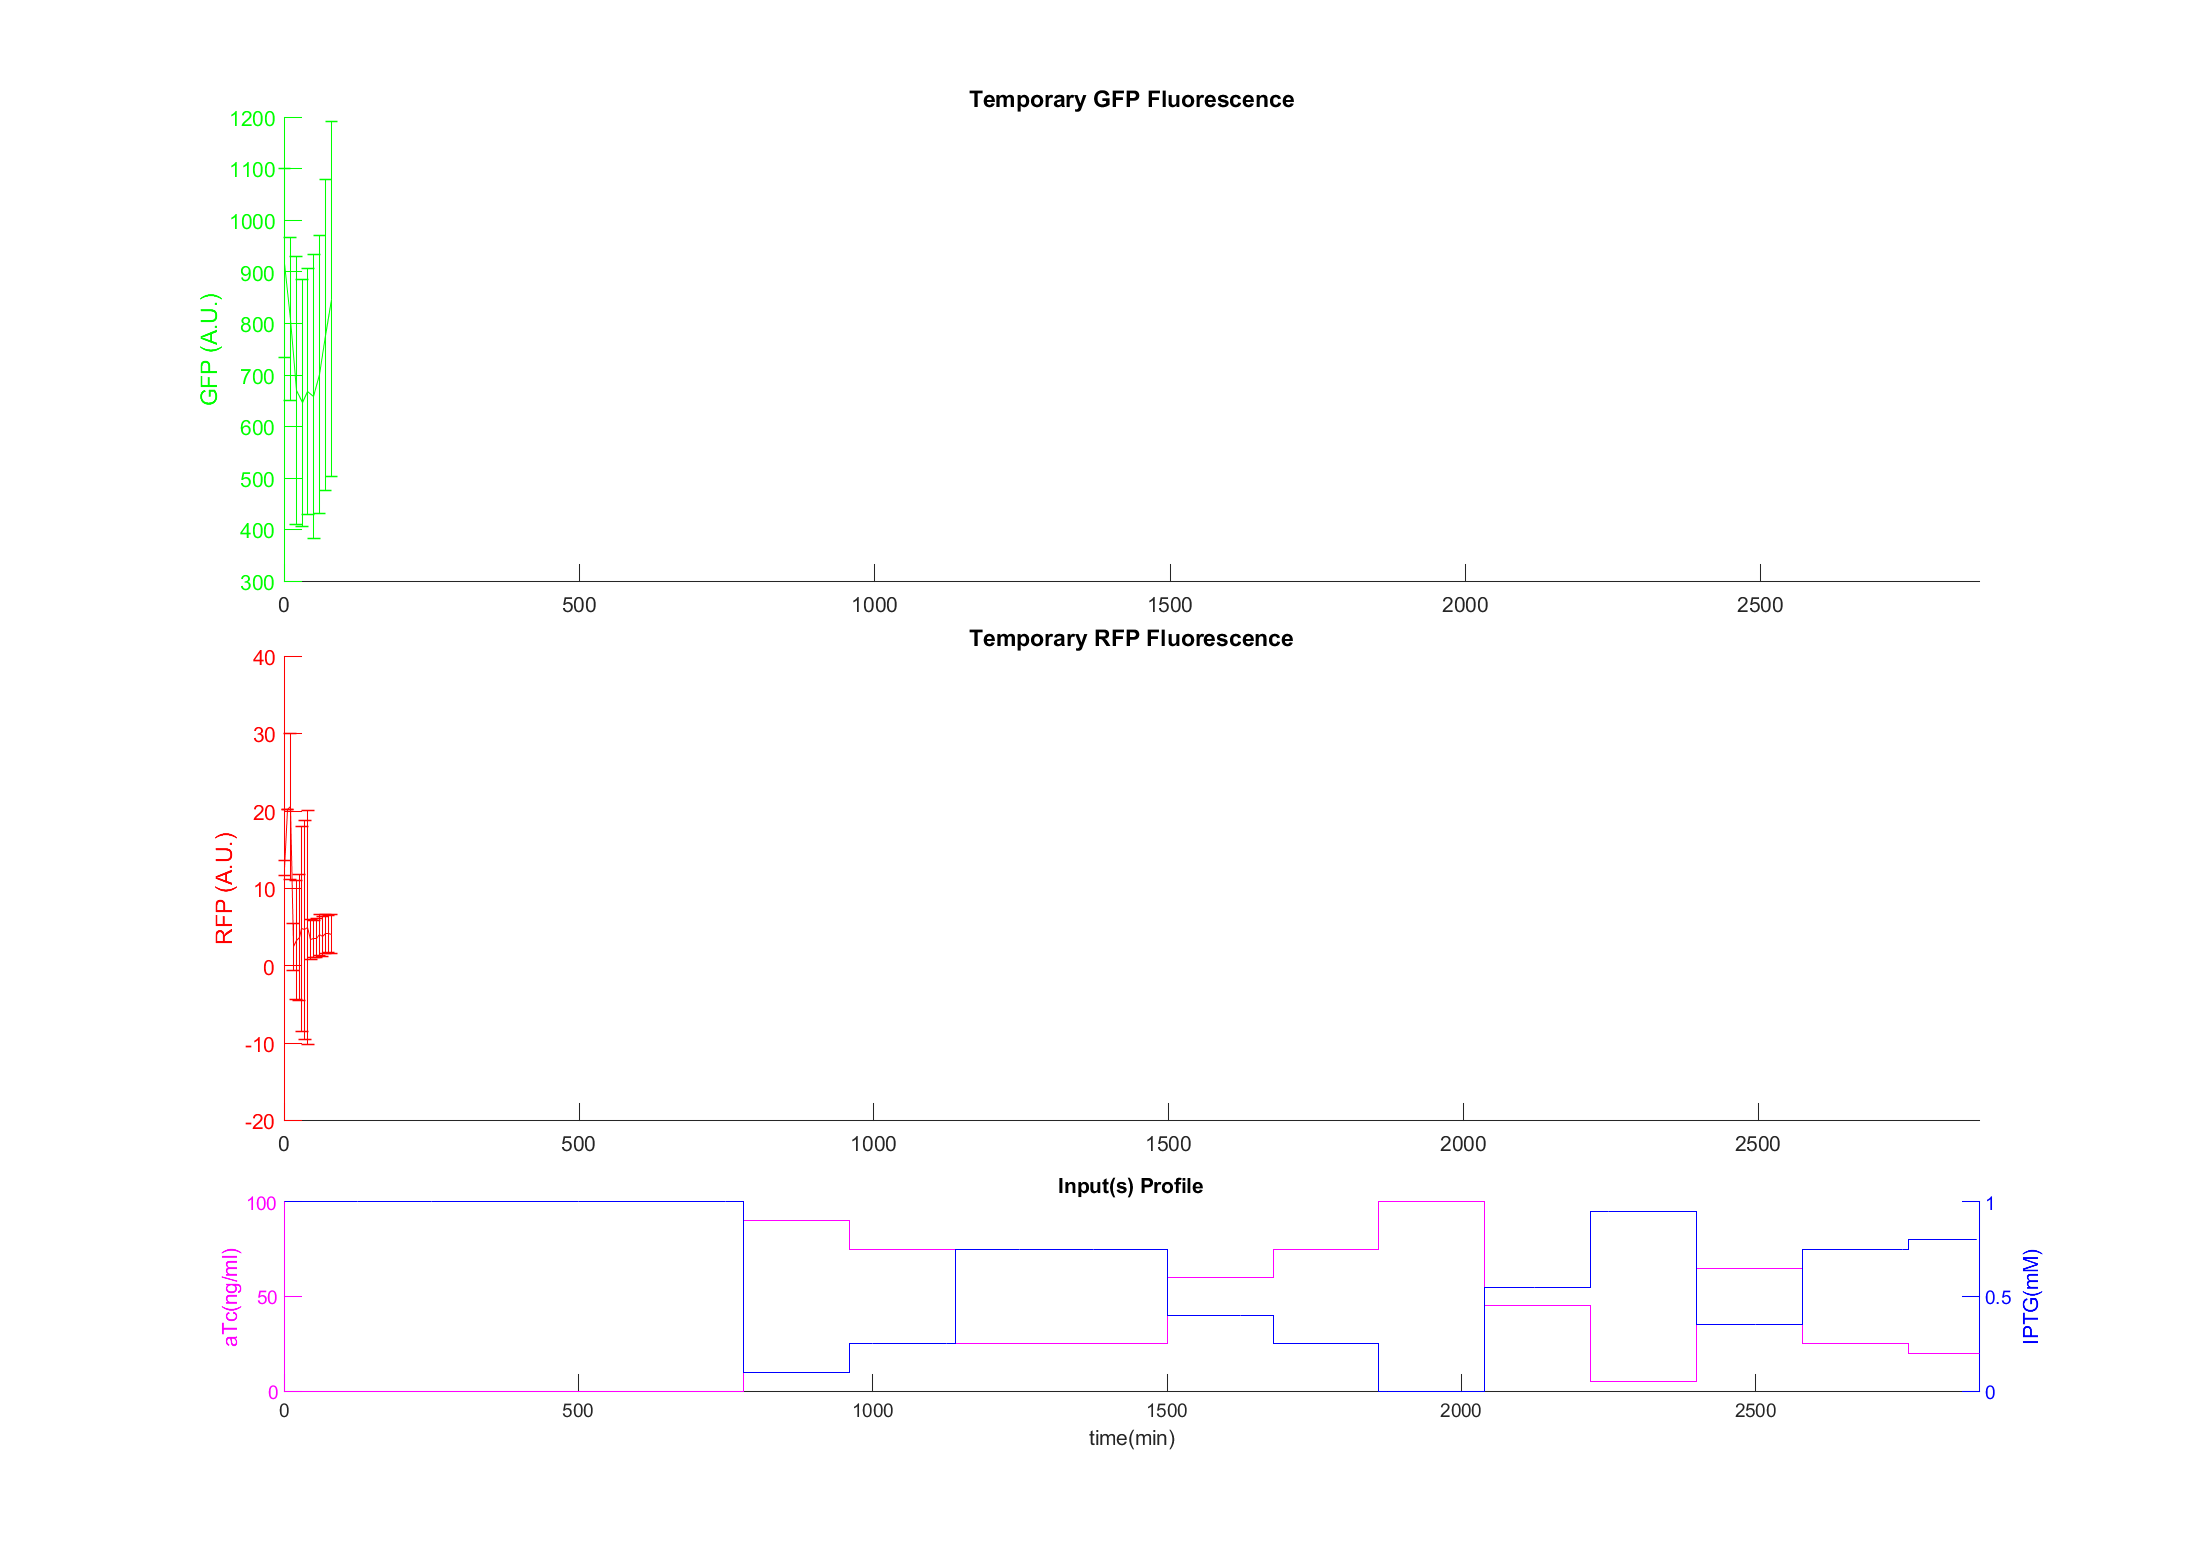 Temporary GFP Fluorescence
1200
1100
1000
900
800
700
600
500
400
300
GFP (A.U.)
0 500 1000 1500 2000 2500
Temporary RFP Fluorescence
40
30
20
10
0
-10
-20
RFP (A.U.)
0 500 1000 1500 2000 2500
Input(s) Profile
100
50
0
aTc(ng/ml)
1
0.5
0
IPTG(mM)
0 500 1000 1500 2000 2500
time(min)